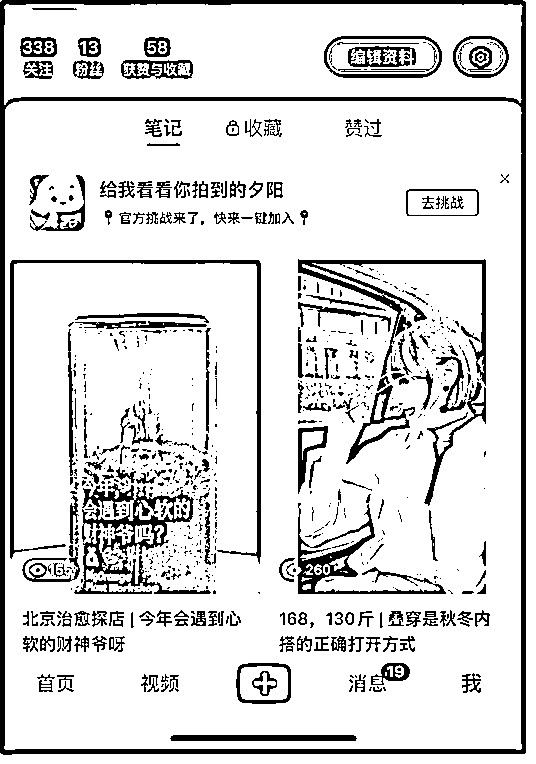 338 13 58
关注 粉丝 获赞与收藏
编辑资料
笔记 收藏 赞过
给我看看你拍到的夕阳
官方挑战来了，快来一键加入
去挑战
今年
会遇到心软的
财神爷吗？
260
北京治愈探店 | 今年会遇到心
软的财神爷呀
168，130斤 | 叠穿是秋冬内
搭的正确打开方式
首页 视频 消息 19 我